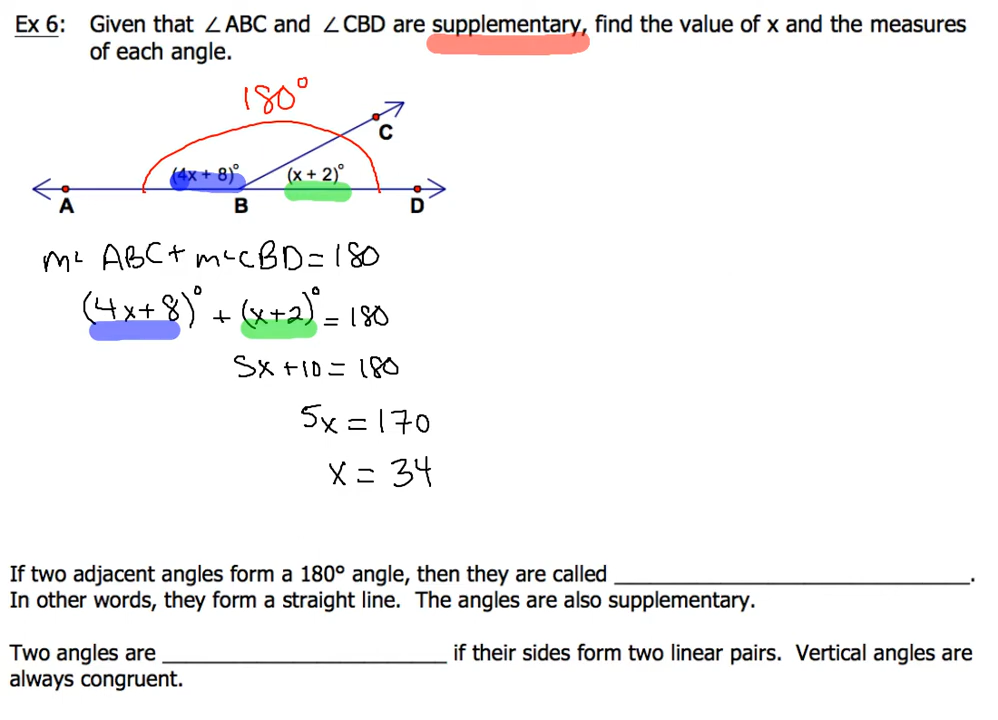 Ex 6: Given that ∠ABC and ∠CBD are supplementary, find the value of x and the measures
of each angle.
180°
C
(4x + 8)° (x + 2)°
A B D
m∠ ABC + m∠CBD = 180
(4x + 8)° + (x + 2)° = 180
5x + 10 = 180
5x = 170
x = 34
If two adjacent angles form a 180° angle, then they are called ______________________________.
In other words, they form a straight line. The angles are also supplementary.
Two angles are ________________________ if their sides form two linear pairs. Vertical angles are
always congruent.